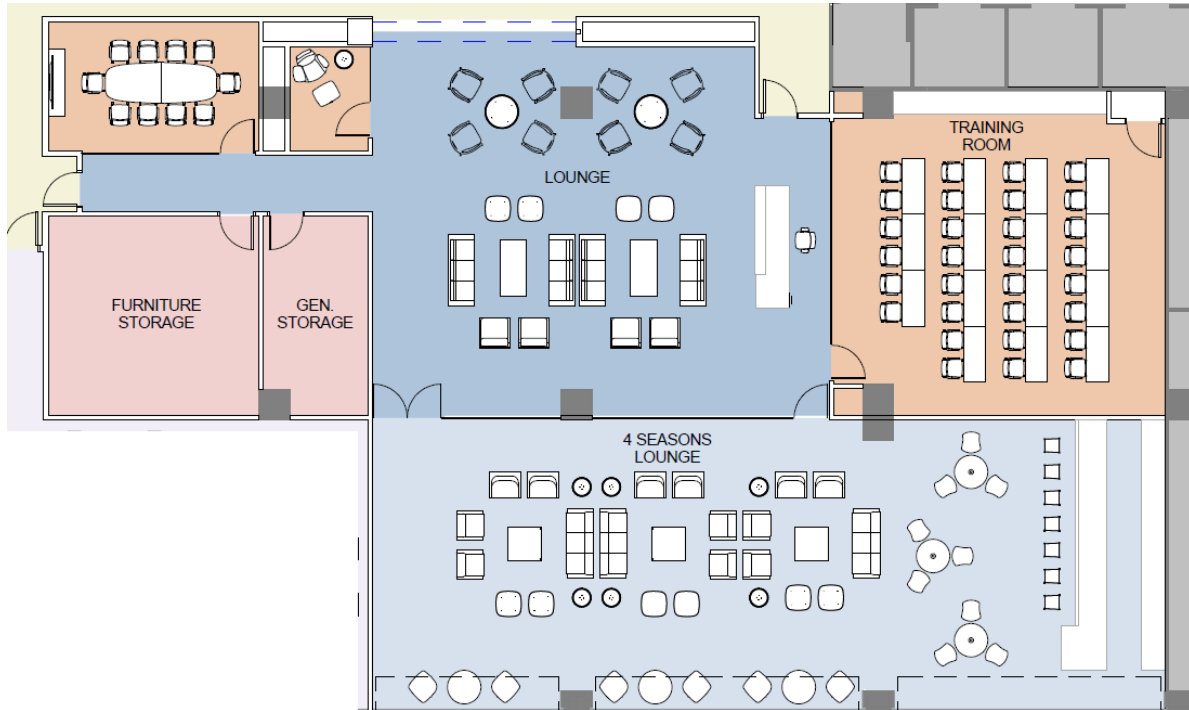 TRAINING
ROOM
LOUNGE
FURNITURE
STORAGE
GEN.
STORAGE
4 SEASONS
LOUNGE